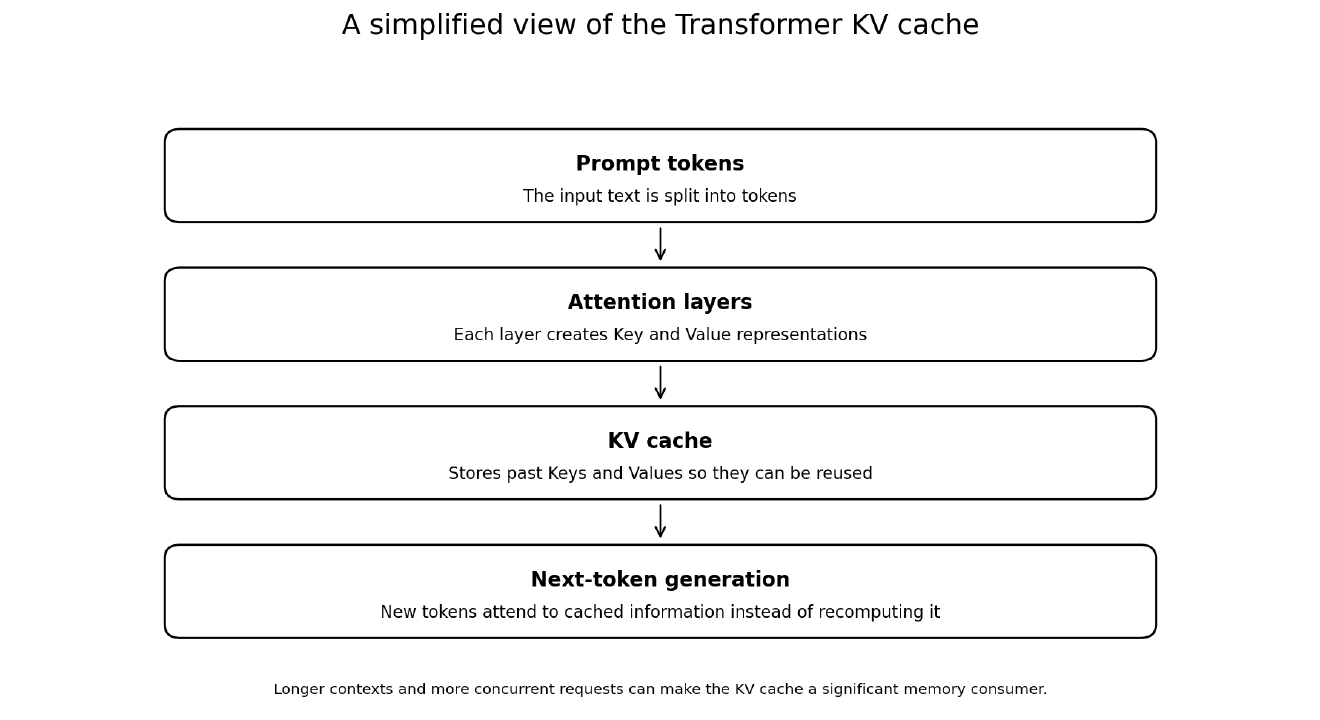 A simplified view of the Transformer KV cache
Prompt tokens
The input text is split into tokens
Attention layers
Each layer creates Key and Value representations
KV cache
Stores past Keys and Values so they can be reused
Next-token generation
New tokens attend to cached information instead of recomputing it
Longer contexts and more concurrent requests can make the KV cache a significant memory consumer.